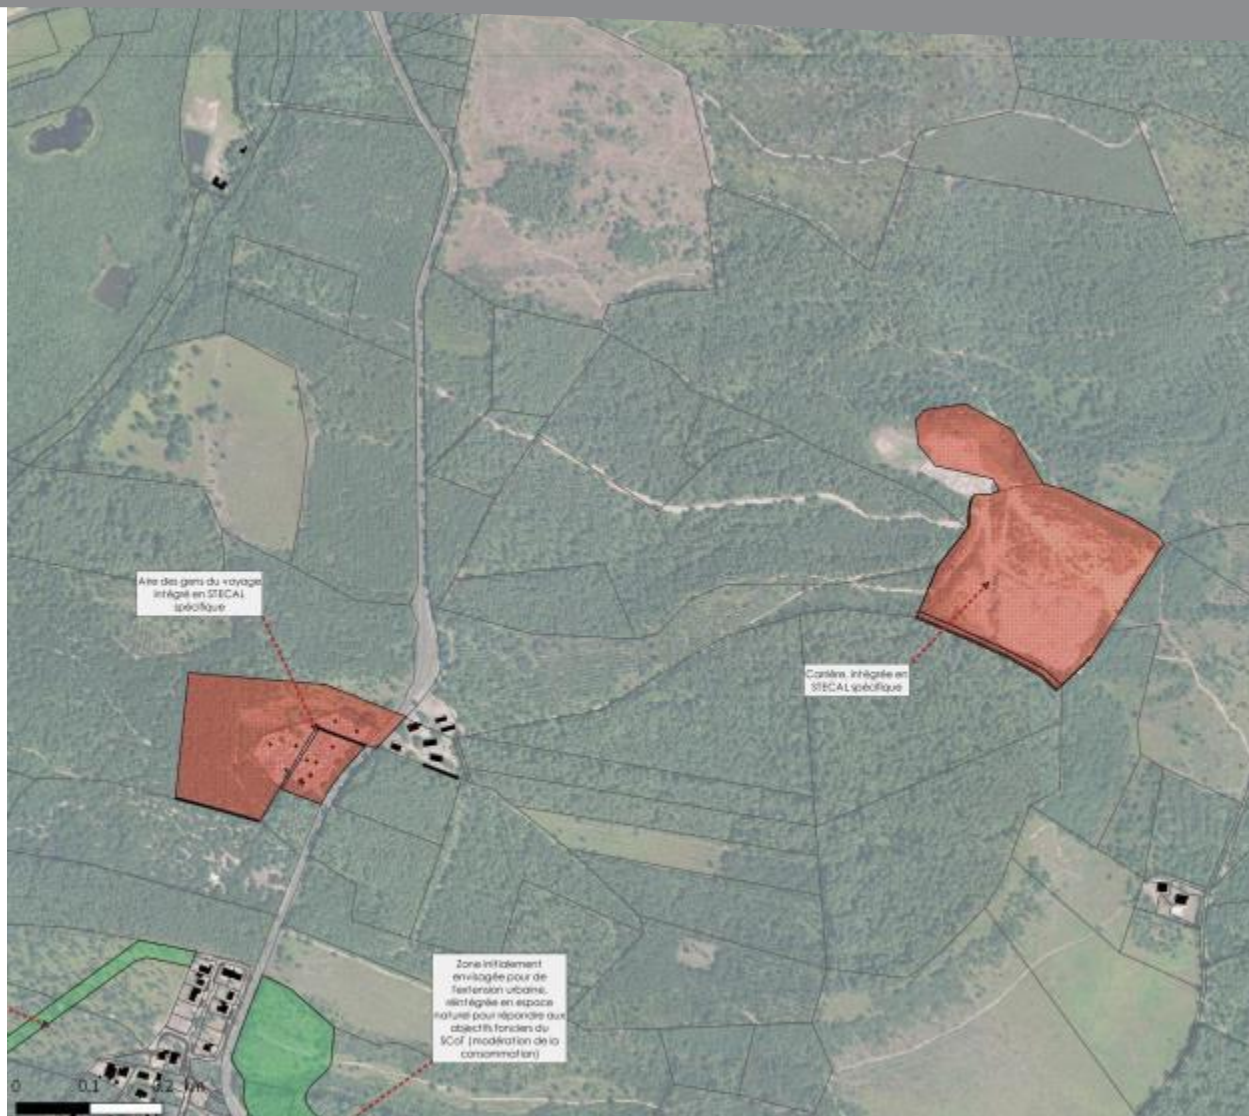 Aire des gens du voyage
intégré en STECAL
spécifique
Carrière, intégrée en
STECAL spécifique
Zone initialement
envisagée pour de
l'extension urbaine,
réintégrée en espace
naturel pour répondre aux
objectifs fonciers du
SCoT (modération de la
consommation)
0 0.1 0.2 km